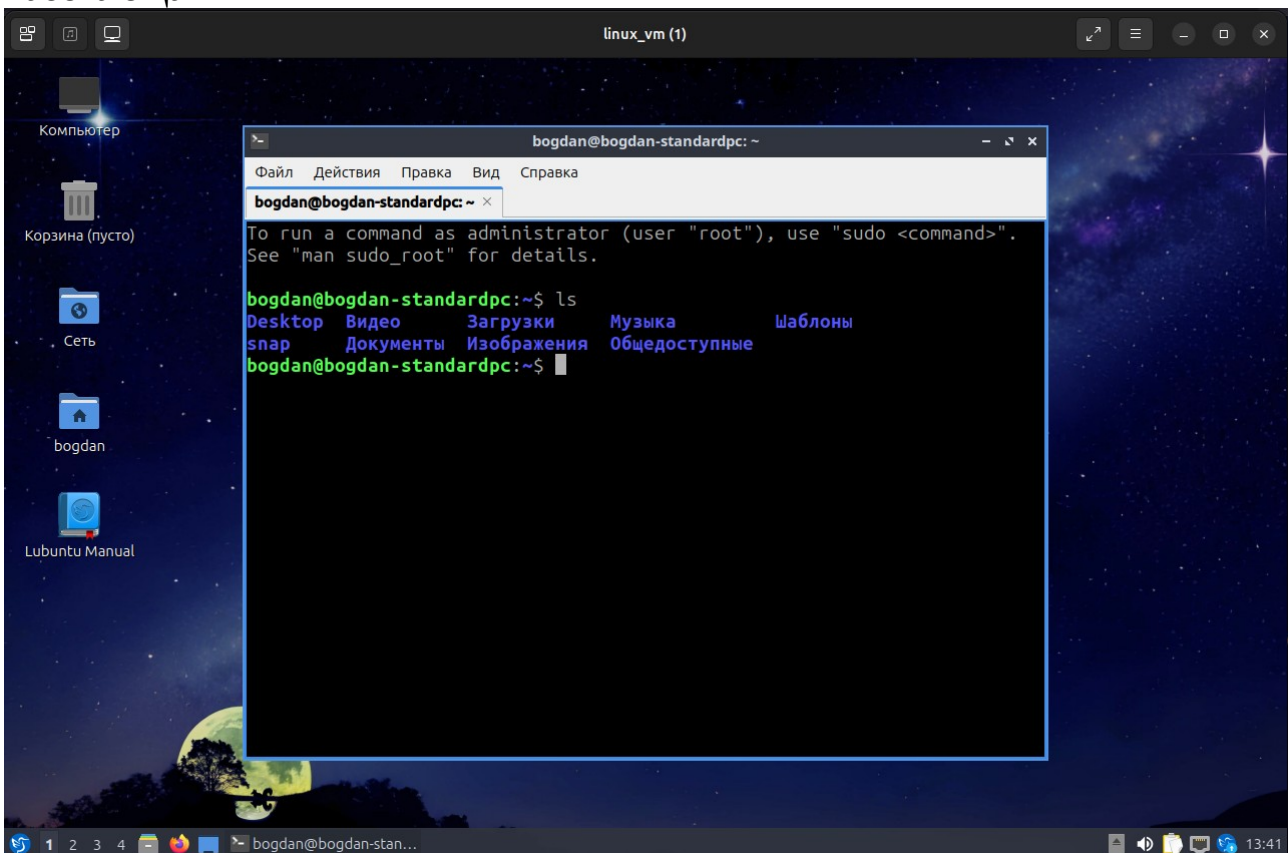 linux_vm (1)
Компьютер
Корзина (пусто)
Сеть
bogdan
Lubuntu Manual
bogdan@bogdan-standardpc: ~
Файл Действия Правка Вид Справка
bogdan@bogdan-standardpc: ~
To run a command as administrator (user "root"), use "sudo <command>".
See "man sudo_root" for details.
bogdan@bogdan-standardpc:~$ ls
Desktop Видео Загрузки Музыка Шаблоны
snap Документы Изображения Общедоступные
bogdan@bogdan-standardpc:~$
1 2 3 4 bogdan@bogdan-stan... 13:41